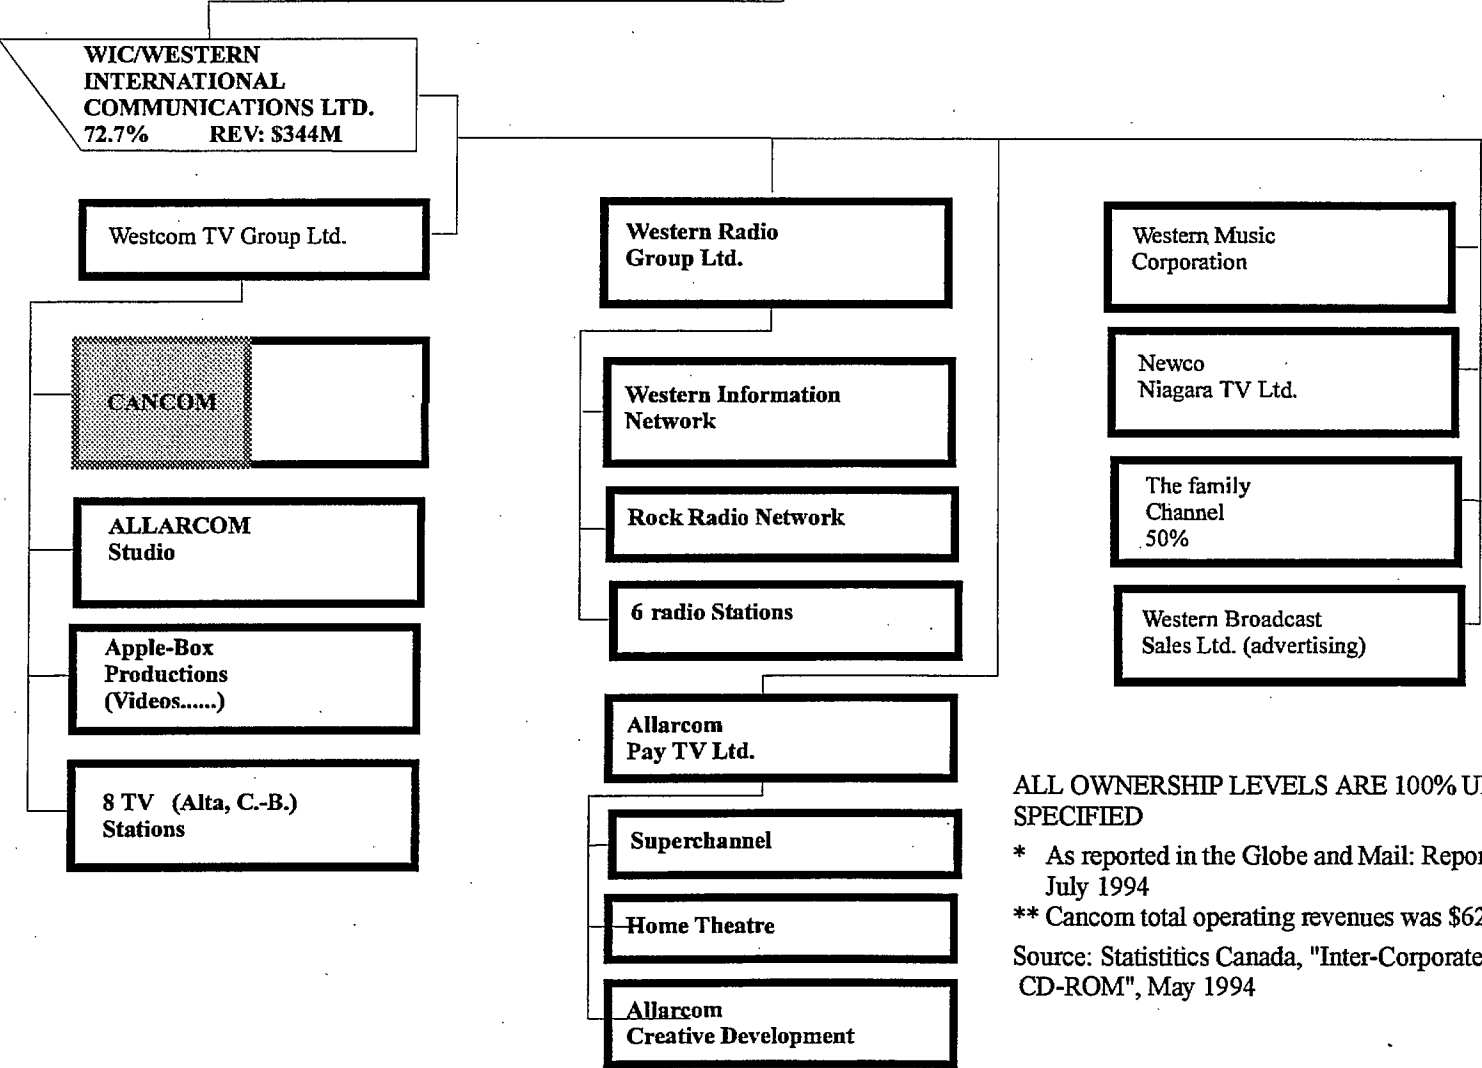 WIC/WESTERN
INTERNATIONAL
COMMUNICATIONS LTD.
72.7% REV: $344M
Westcom TV Group Ltd.
CANCOM
ALLARCOM
Studio
Apple-Box
Productions
(Videos......)
8 TV (Alta, C.-B.)
Stations
Western Radio
Group Ltd.
Western Information
Network
Rock Radio Network
6 radio Stations
Allarcom
Pay TV Ltd.
Superchannel
Home Theatre
Allarcom
Creative Development
Western Music
Corporation
Newco
Niagara TV Ltd.
The family
Channel
50%
Western Broadcast
Sales Ltd. (advertising)
ALL OWNERSHIP LEVELS ARE 100%
SPECIFIED
* As reported in the Globe and Mail:
July 1994
** Cancom total operating revenues was
Source: Statistitics Canada, "Inter-Corporate
CD-ROM", May 1994